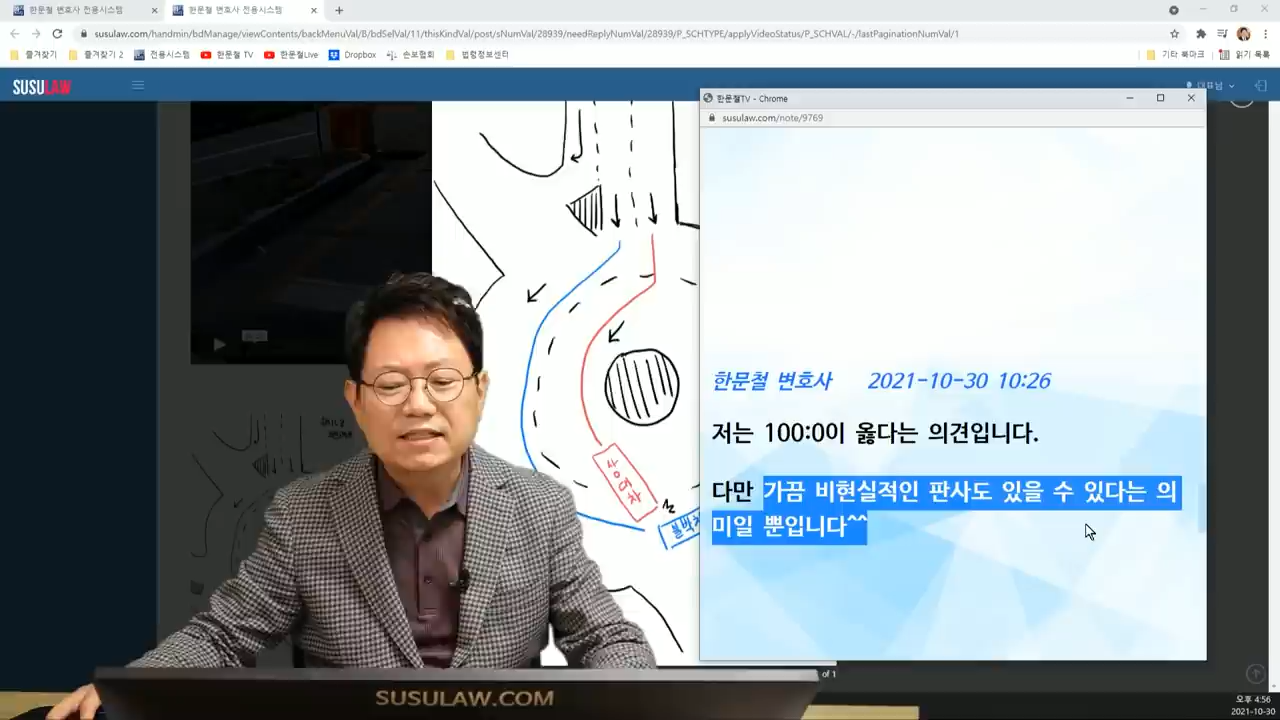 한문철 변호사 전용시스템
한문철 변호사 전용시스템
susulaw.com/handmin/bdManage/viewContents/backMenuVal/8/bdSelVal/11/thisKindVal/post/sNumVal/28939/needReplyNumVal/28939/P_SCHTYPE/applyVideoStatus/P_SCHVAL/-/lastPaginationNumVal/1
즐겨찾기
즐겨찾기 2
전용시스템
한문철 TV
한문철Live
Dropbox
손보협회
법령정보센터
기타 북마크
읽기 목록
SUSULAW
대표님
한문철TV - Chrome
susulaw.com/note/9769
한문철 변호사 2021-10-30 10:26
저는 100:0이 옳다는 의견입니다.
다만 가끔 비현실적인 판사도 있을 수 있다는 의
미일 뿐입니다^^
상대차
of 1
SUSULAW.COM
오후 4:56
2021-10-30